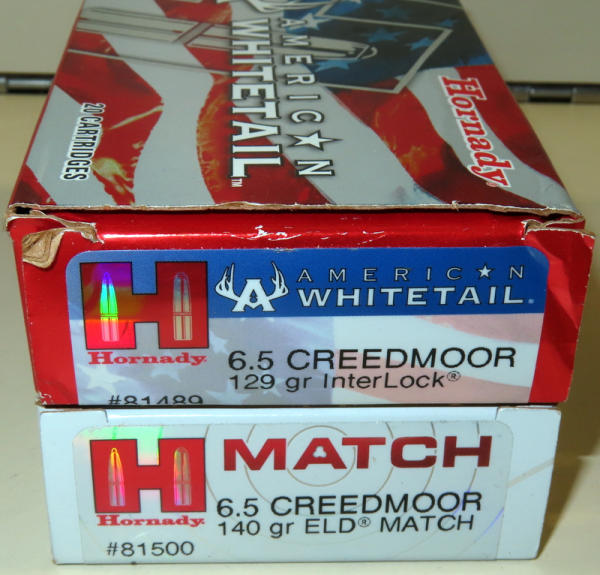 AMERICAN
WHITETAIL™
20 CARTRIDGES
Hornady
H
Hornady
AMERICAN
WHITETAIL®
6.5 CREEDMOOR
129 gr InterLock®
#81489
H
Hornady
MATCH
6.5 CREEDMOOR
140 gr ELD® MATCH
#81500